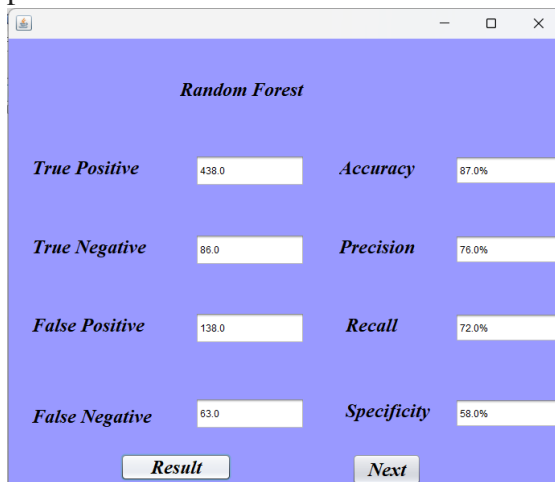 Random Forest
True Positive 438.0 Accuracy 87.0%
True Negative 86.0 Precision 76.0%
False Positive 138.0 Recall 72.0%
False Negative 63.0 Specificity 58.0%
Result Next